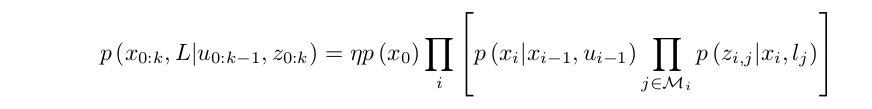 p (x_{0:k}, L|u_{0:k−1}, z_{0:k}) = ηp (x_0) ∏_i [ p (x_i|x_{i−1}, u_{i−1}) ∏_{j∈ℳ_i} p (z_{i,j}|x_i, l_j) ]